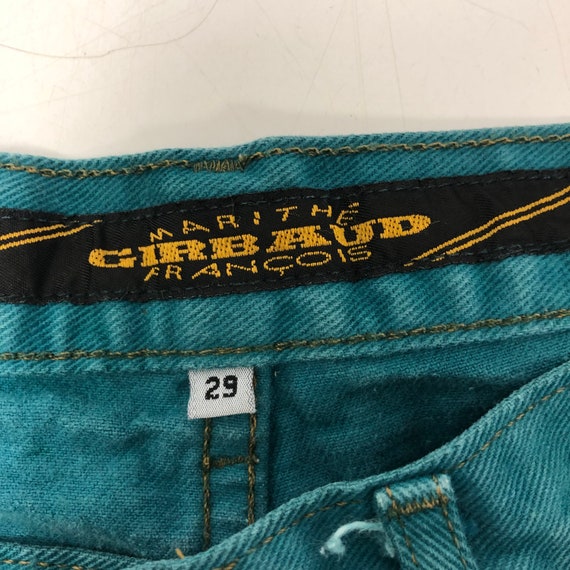 MARITHÉ
GIRBAUD
FRANÇOIS
29